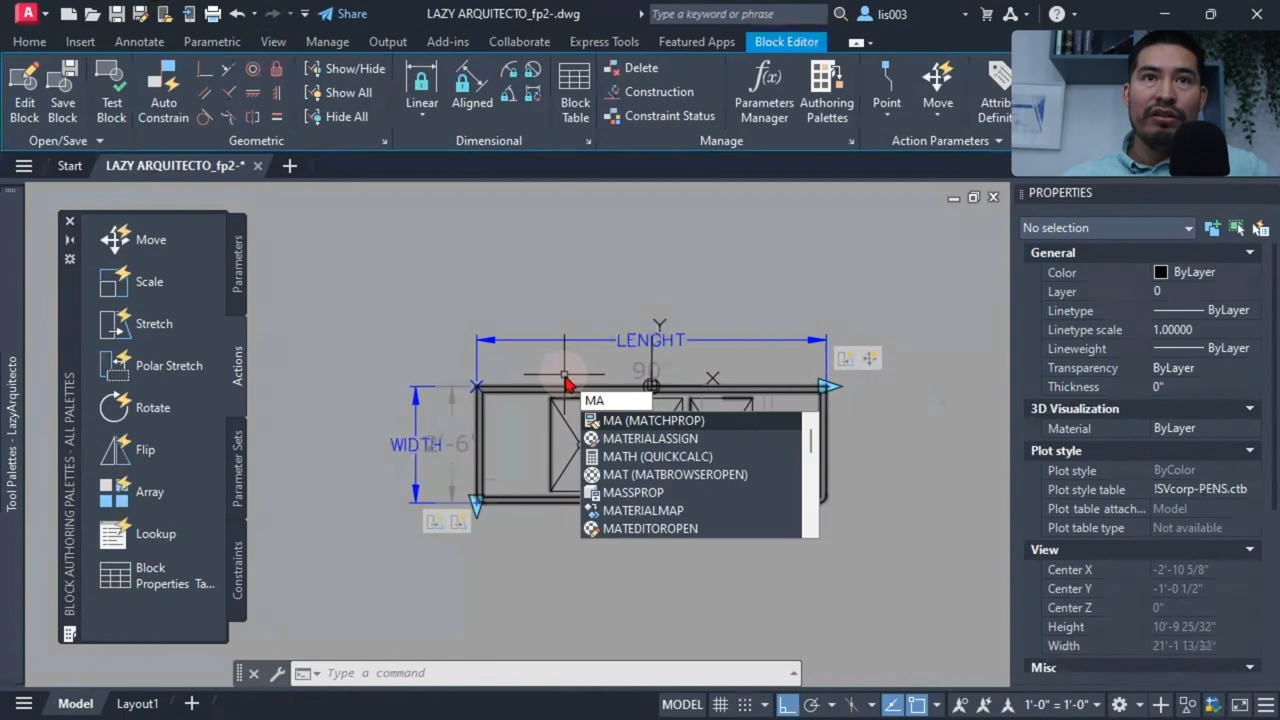 A
Share
LAZY ARQUITECTO_fp2-.dwg
Type a keyword or phrase
lis003
Home
Insert
Annotate
Parametric
View
Manage
Output
Add-ins
Collaborate
Express Tools
Featured Apps
Block Editor
Edit Block
Save Block
Test Block
Auto Constrain
Show/Hide
Show All
Hide All
Linear
Aligned
Block Table
Delete
Construction
Constraint Status
f(x)
Parameters Manager
Authoring Palettes
Point
Move
Attrib Defin
Open/Save
Geometric
Dimensional
Manage
Action Parameters
Start
LAZY ARQUITECTO_fp2-*
Tool Palettes - LazyArquitecto
BLOCK AUTHORING PALETTES - ALL PALETTES
Move
Scale
Stretch
Polar Stretch
Rotate
Flip
Array
Lookup
Block
Properties Ta...
Parameters
Actions
Parameter Sets
Constraints
Y
LENGHT
90
X
WIDTH
MA
MA (MATCHPROP)
MATERIALASSIGN
MATH (QUICKCALC)
MAT (MATBROWSEROPEN)
MASSPROP
MATERIALMAP
MATEDITOROPEN
Type a command
PROPERTIES
No selection
General
Color ByLayer
Layer 0
Linetype ByLayer
Linetype scale 1.00000
Lineweight ByLayer
Transparency ByLayer
Thickness 0"
3D Visualization
Material ByLayer
Plot style
Plot style ByColor
Plot style table !SVcorp-PENS.ctb
Plot table attach... Model
Plot table type Not available
View
Center X -2'-10 5/8"
Center Y -1'-0 1/2"
Center Z 0"
Height 10'-9 25/32"
Width 21'-1 13/32"
Misc
Model
Layout1
MODEL
1'-0" = 1'-0"